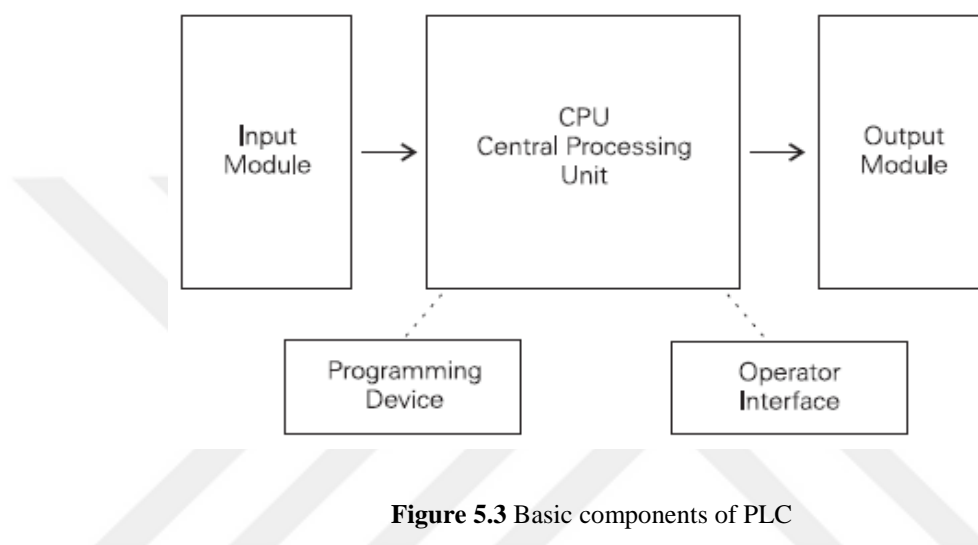 Input
Module
CPU
Central Processing
Unit
Output
Module
Programming
Device
Operator
Interface
Figure 5.3 Basic components of PLC